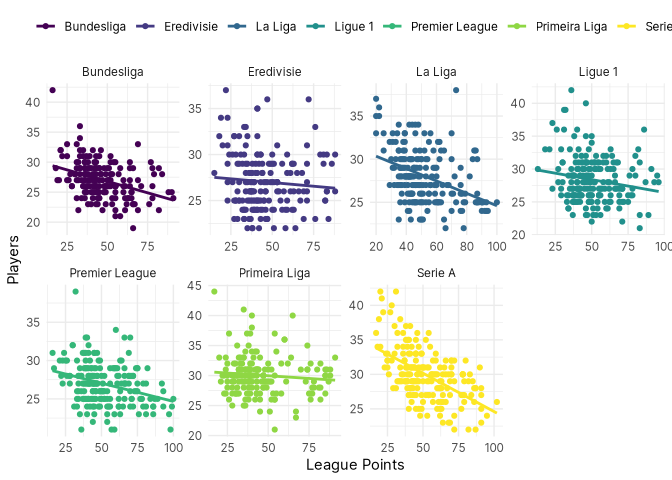 Bundesliga Eredivisie La Liga Ligue 1 Premier League Primeira Liga Serie
Bundesliga Eredivisie La Liga Ligue 1
40 35 30 25 20
35 30 25
35 30 25
40 35 30 25 20
25 50 75
25 50 75
20 40 60 80 100
25 50 75 100
Players
Premier League Primeira Liga Serie A
35 30 25
45 40 35 30 25 20
40 35 30 25
25 50 75 100
25 50 75
25 50 75 100
League Points